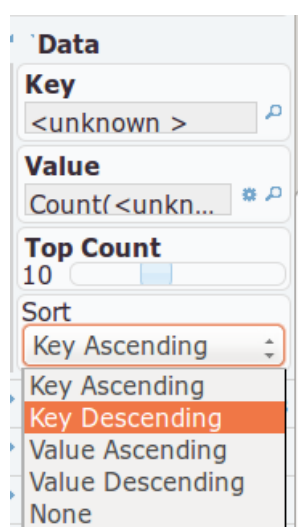 Data
Key
<unknown >
Value
Count(<unkn...
Top Count
10
Sort
Key Ascending
Key Ascending
Key Descending
Value Ascending
Value Descending
None